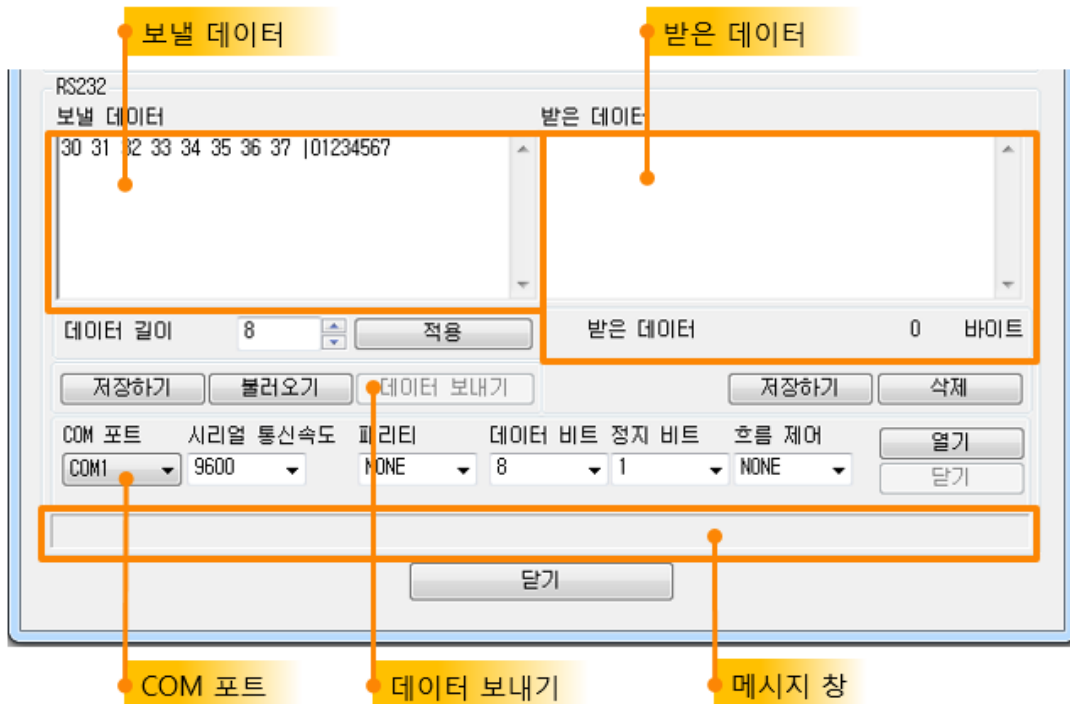 보낼 데이터 받은 데이터
RS232
보낼 데이터 받은 데이터
30 31 32 33 34 35 36 37 |01234567
데이터 길이 8 적용 받은 데이터 0 바이트
저장하기 불러오기 데이터 보내기 저장하기 삭제
COM 포트 시리얼 통신속도 패리티 데이터 비트 정지 비트 흐름 제어 열기
COM1 9600 NONE 8 1 NONE 닫기
닫기
COM 포트 데이터 보내기 메시지 창